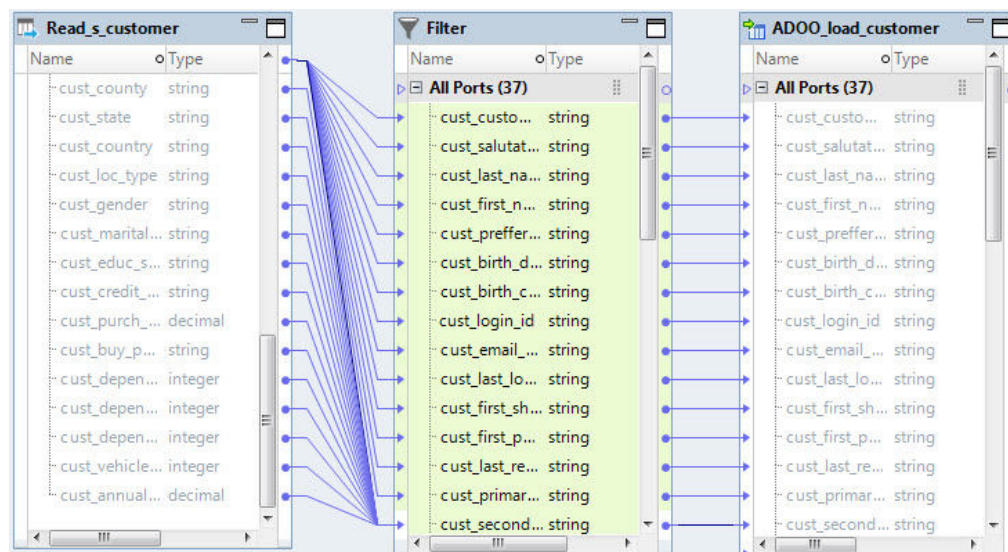 Read_s_customer
Name Type
cust_county string
cust_state string
cust_country string
cust_loc_type string
cust_gender string
cust_marital... string
cust_educ_s... string
cust_credit_... string
cust_purch_... decimal
cust_buy_p... string
cust_depen... integer
cust_depen... integer
cust_depen... integer
cust_vehicle... integer
cust_annual... decimal
Filter
Name Type
All Ports (37)
cust_custo... string
cust_salutat... string
cust_last_na... string
cust_first_n... string
cust_preffer... string
cust_birth_d... string
cust_birth_c... string
cust_login_id string
cust_email_... string
cust_last_lo... string
cust_first_sh... string
cust_first_p... string
cust_last_re... string
cust_primar... string
cust_second... string
ADOO_load_customer
Name Type
All Ports (37)
cust_custo... string
cust_salutat... string
cust_last_na... string
cust_first_n... string
cust_preffer... string
cust_birth_d... string
cust_birth_c... string
cust_login_id string
cust_email_... string
cust_last_lo... string
cust_first_sh... string
cust_first_p... string
cust_last_re... string
cust_primar... string
cust_second... string